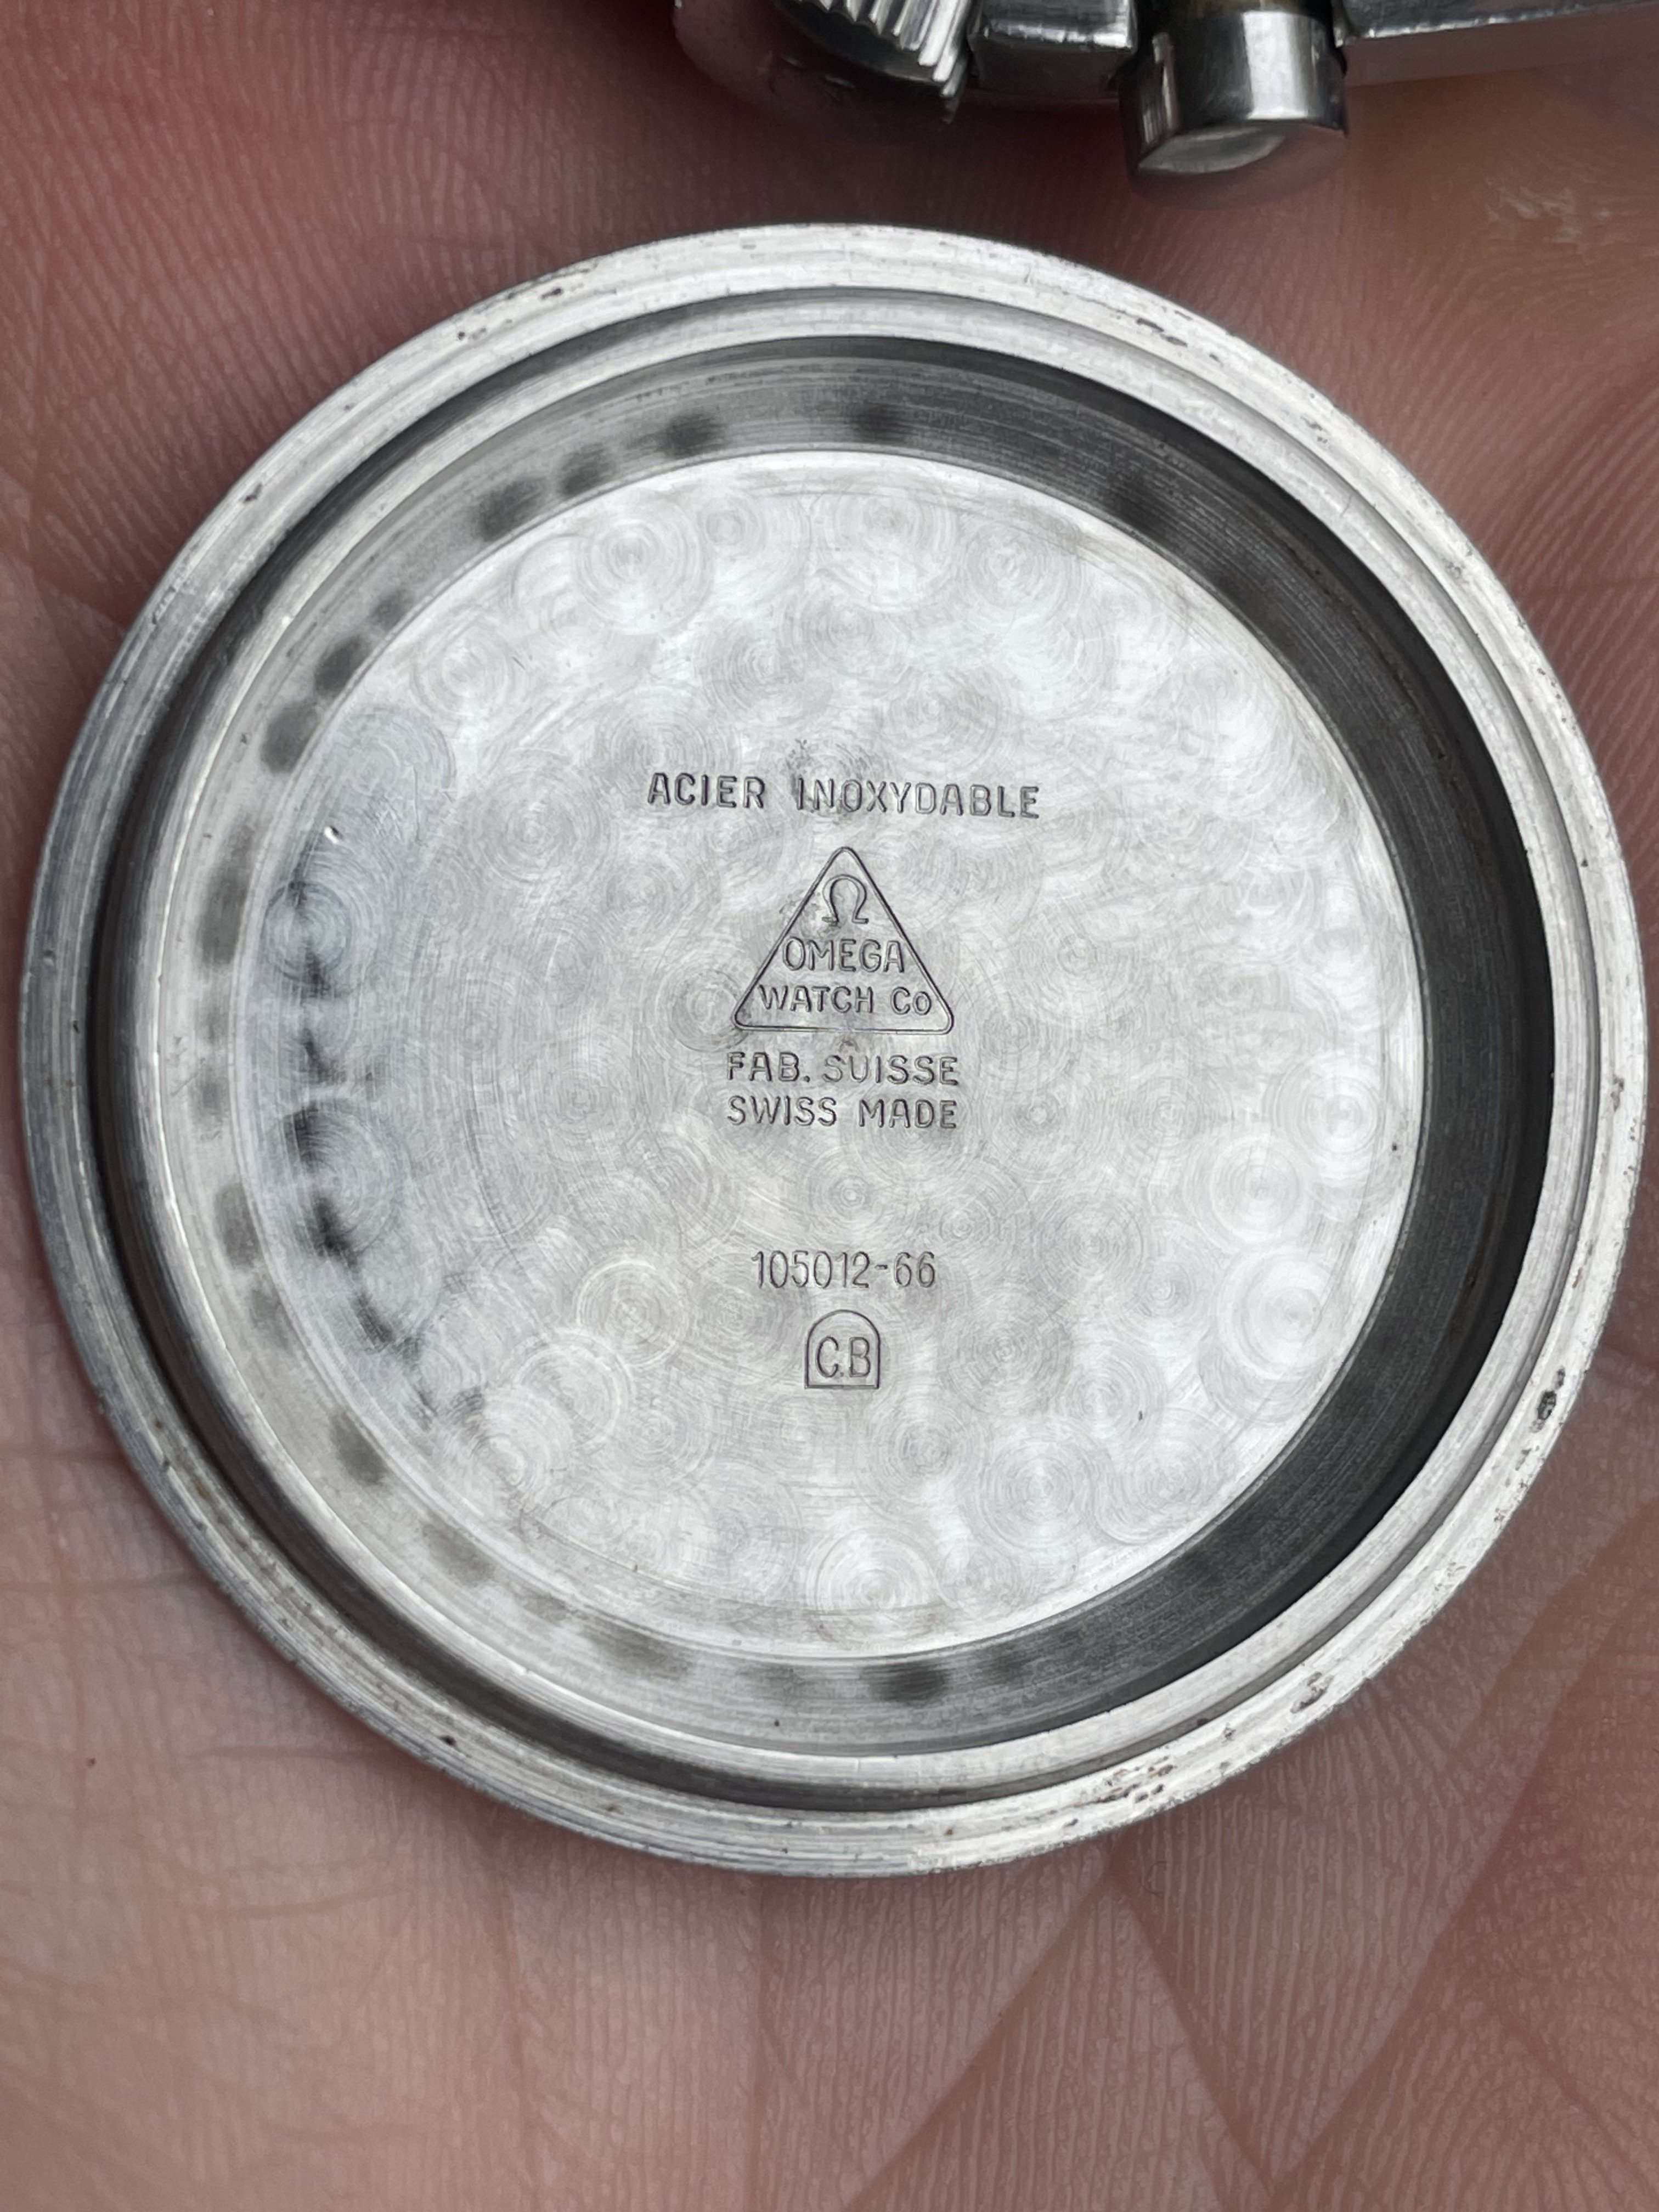 ACIER INOXYDABLE
Ω
OMEGA
WATCH Co
FAB. SUISSE
SWISS MADE
105012-66
C.B